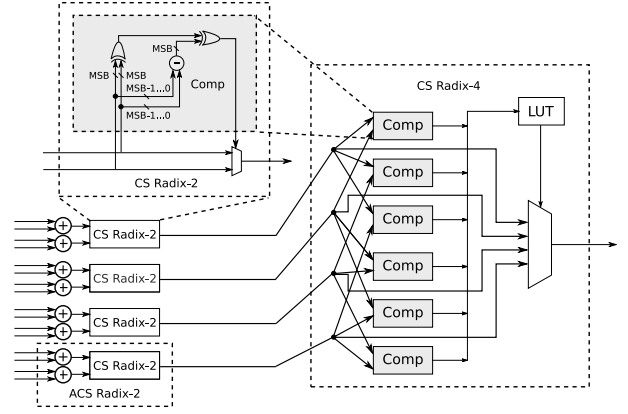 MSB
MSB MSB
MSB-1...0
Comp
MSB-1...0
CS Radix-2
CS Radix-4
Comp
LUT
Comp
Comp
Comp
Comp
Comp
CS Radix-2
CS Radix-2
CS Radix-2
CS Radix-2
ACS Radix-2